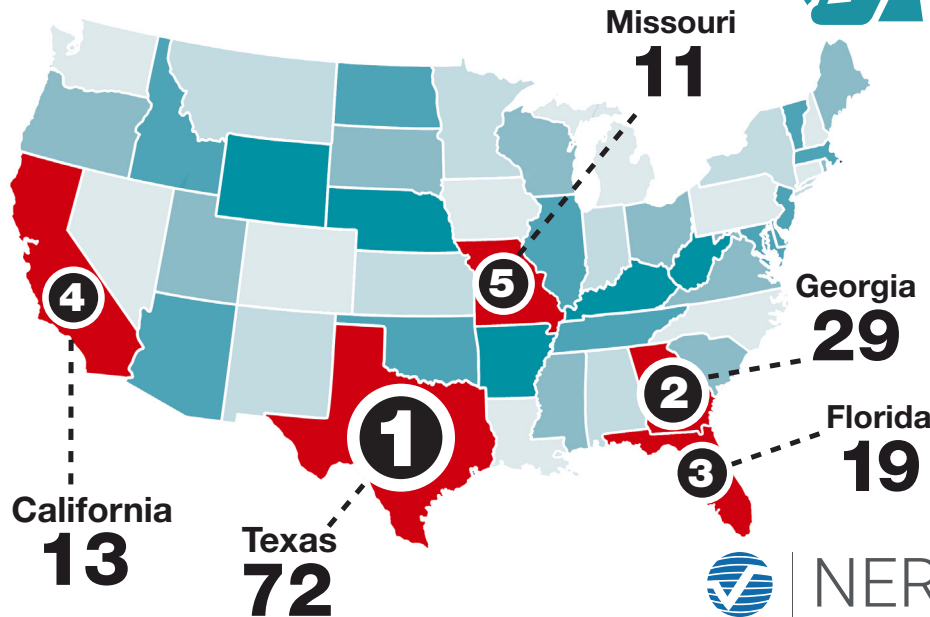 Missouri
11
4
5
Georgia
29
2
1
Florida
19
3
California
13
Texas
72
NER